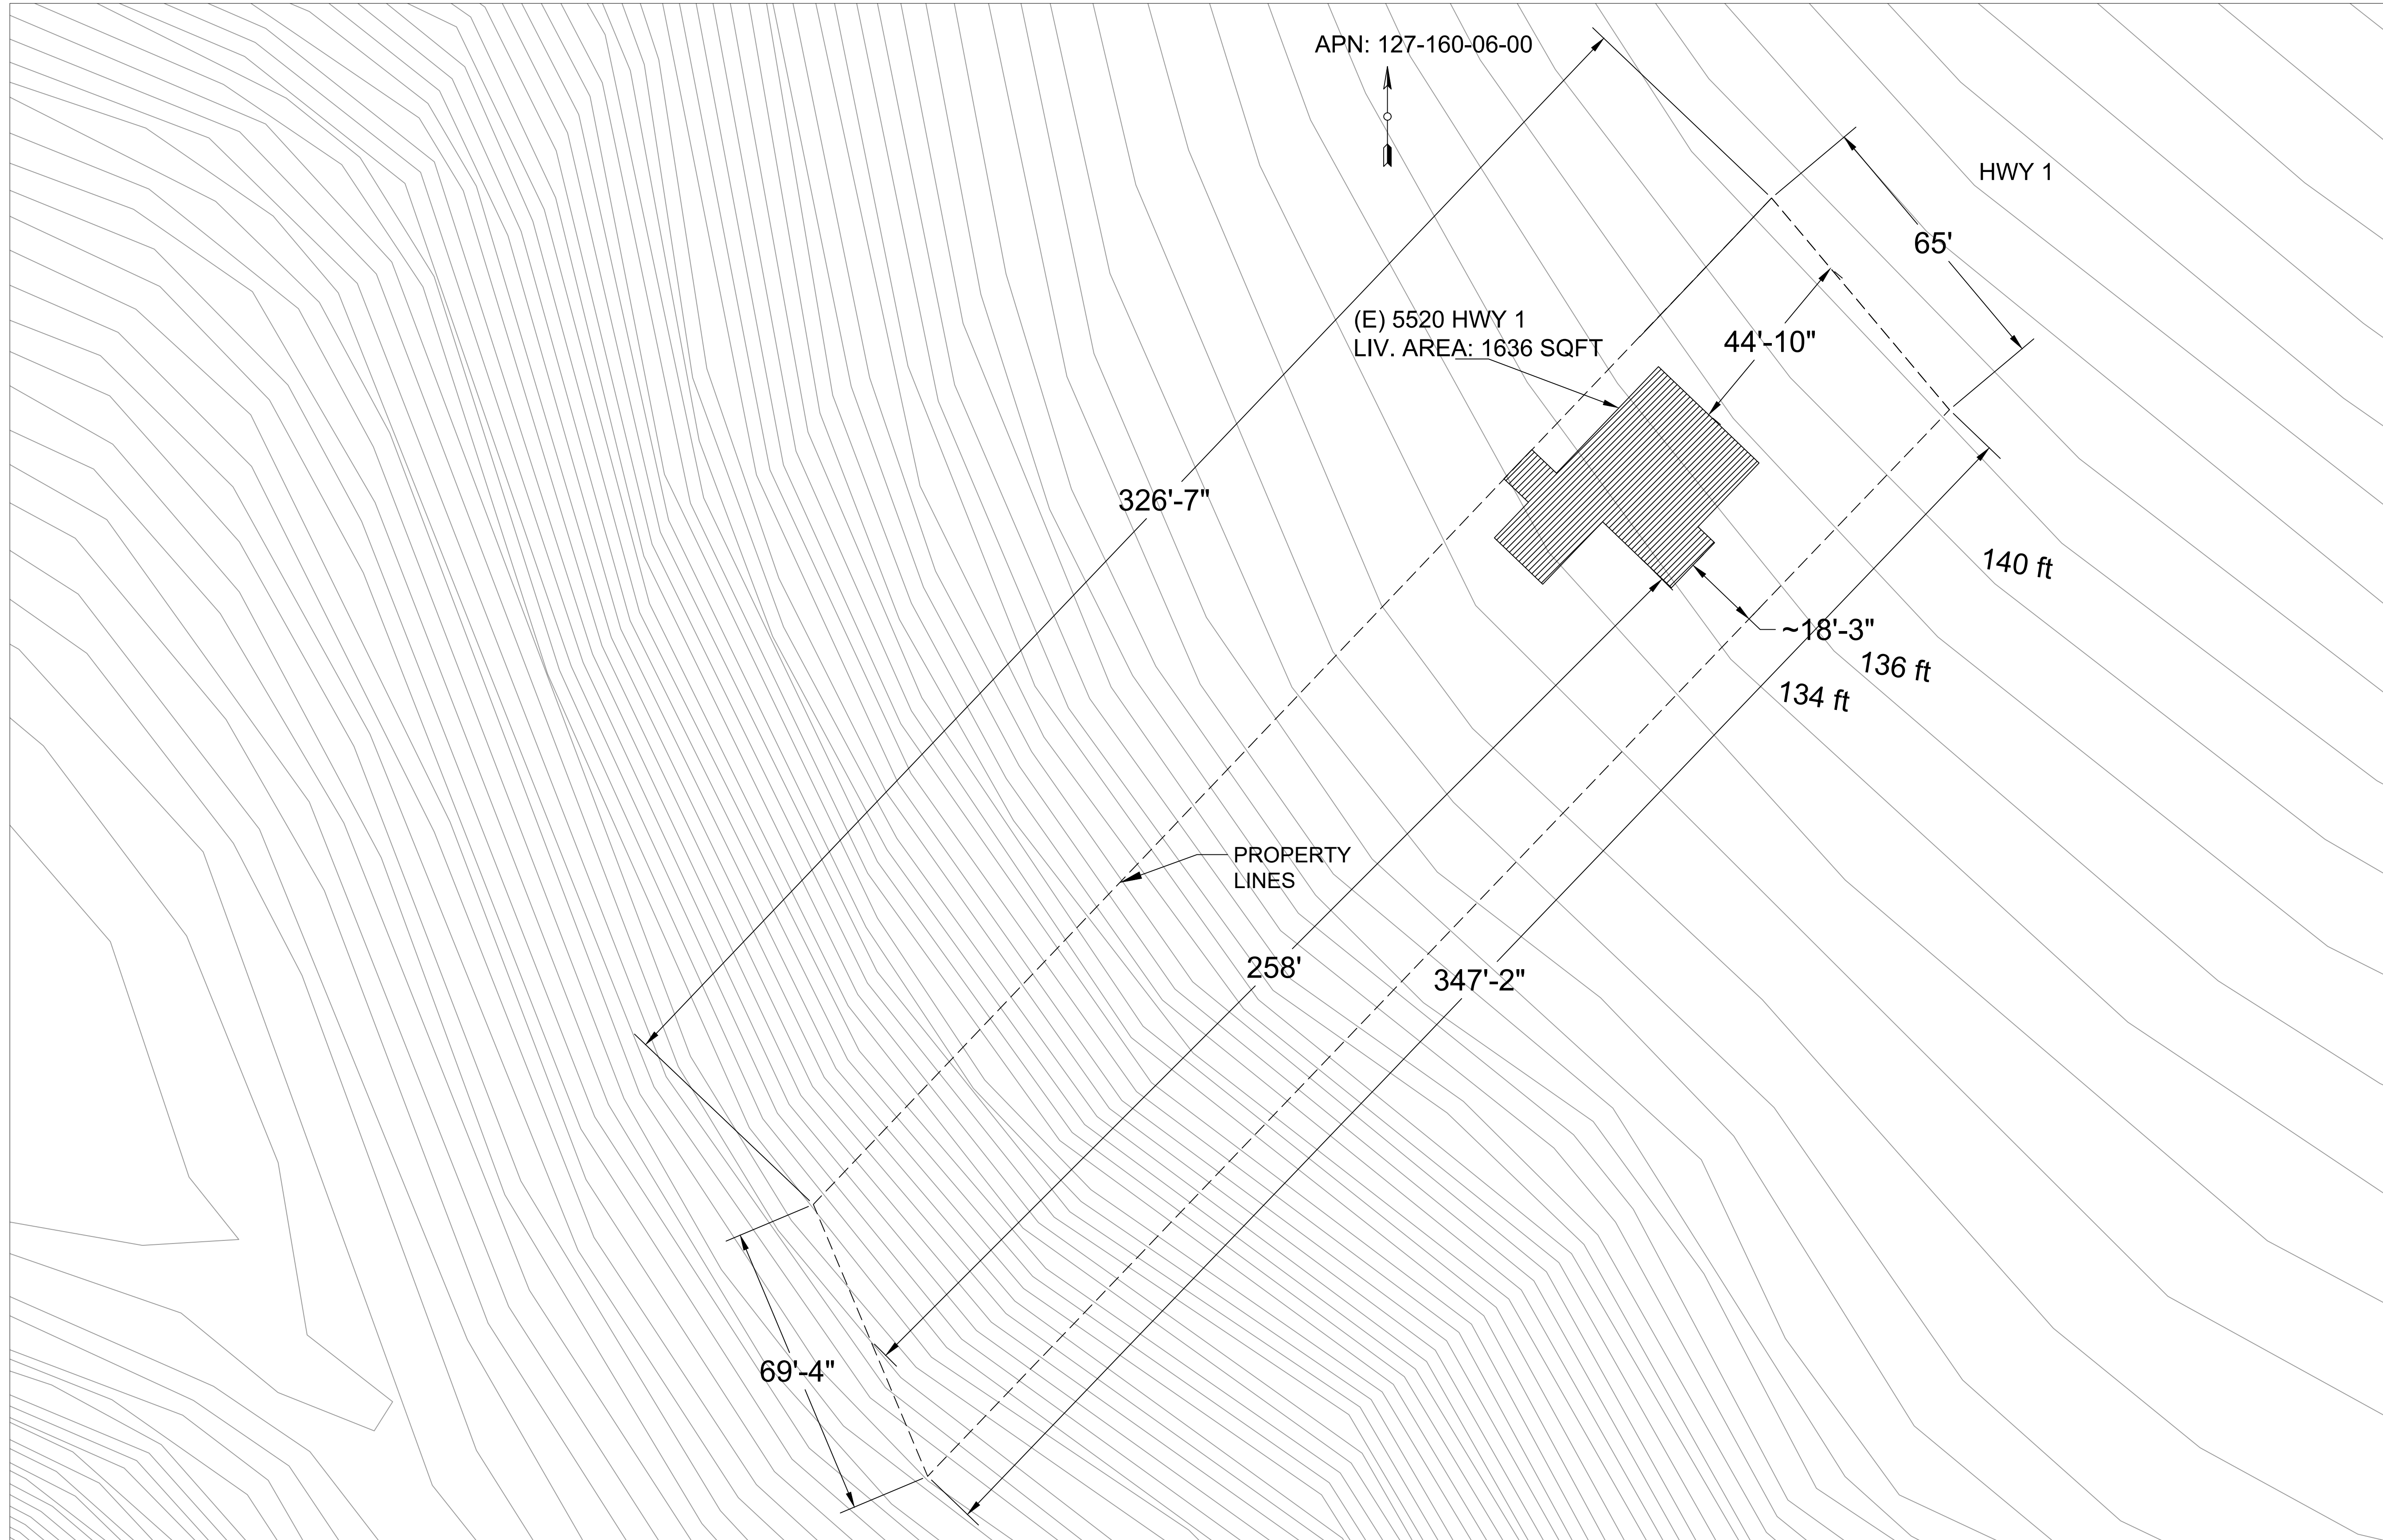 APN: 127-160-06-00
HWY 1
65'
(E) 5520 HWY 1
LIV. AREA: 1636 SQFT
44'-10"
326'-7"
140 ft
~18'-3"
136 ft
134 ft
PROPERTY
LINES
258'
347'-2"
69'-4"